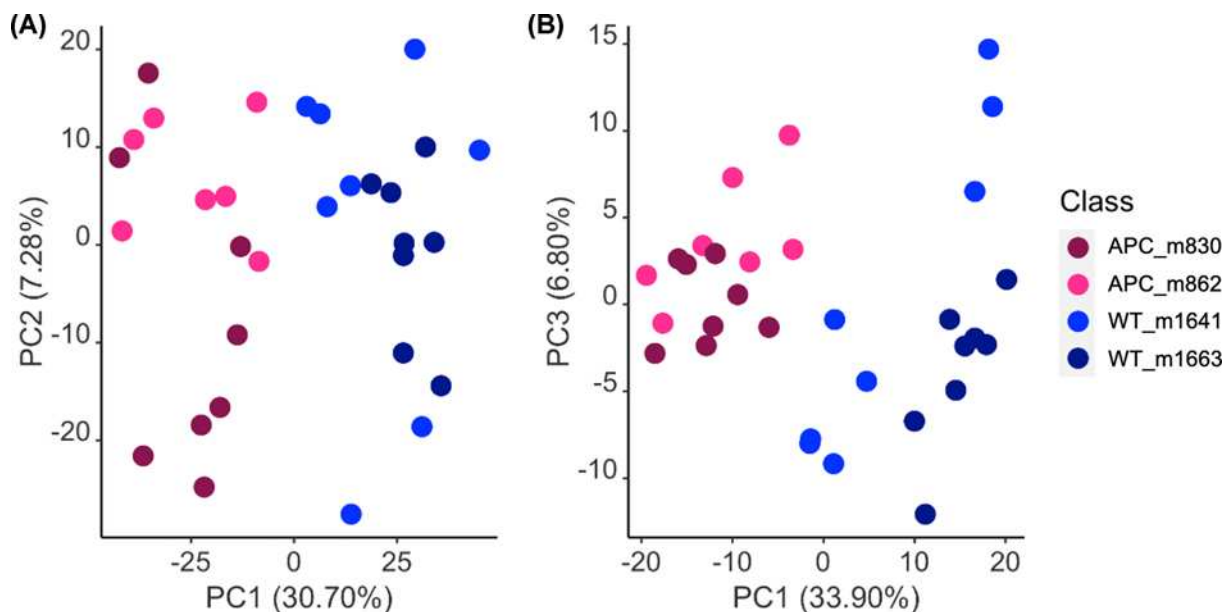 (A)
20
10
0
-10
-20
PC2 (7.28%)
-25
0
25
PC1 (30.70%)
(B)
15
10
5
0
-5
-10
PC3 (6.80%)
-20
-10
0
10
20
PC1 (33.90%)
Class
APC_m830
APC_m862
WT_m1641
WT_m1663